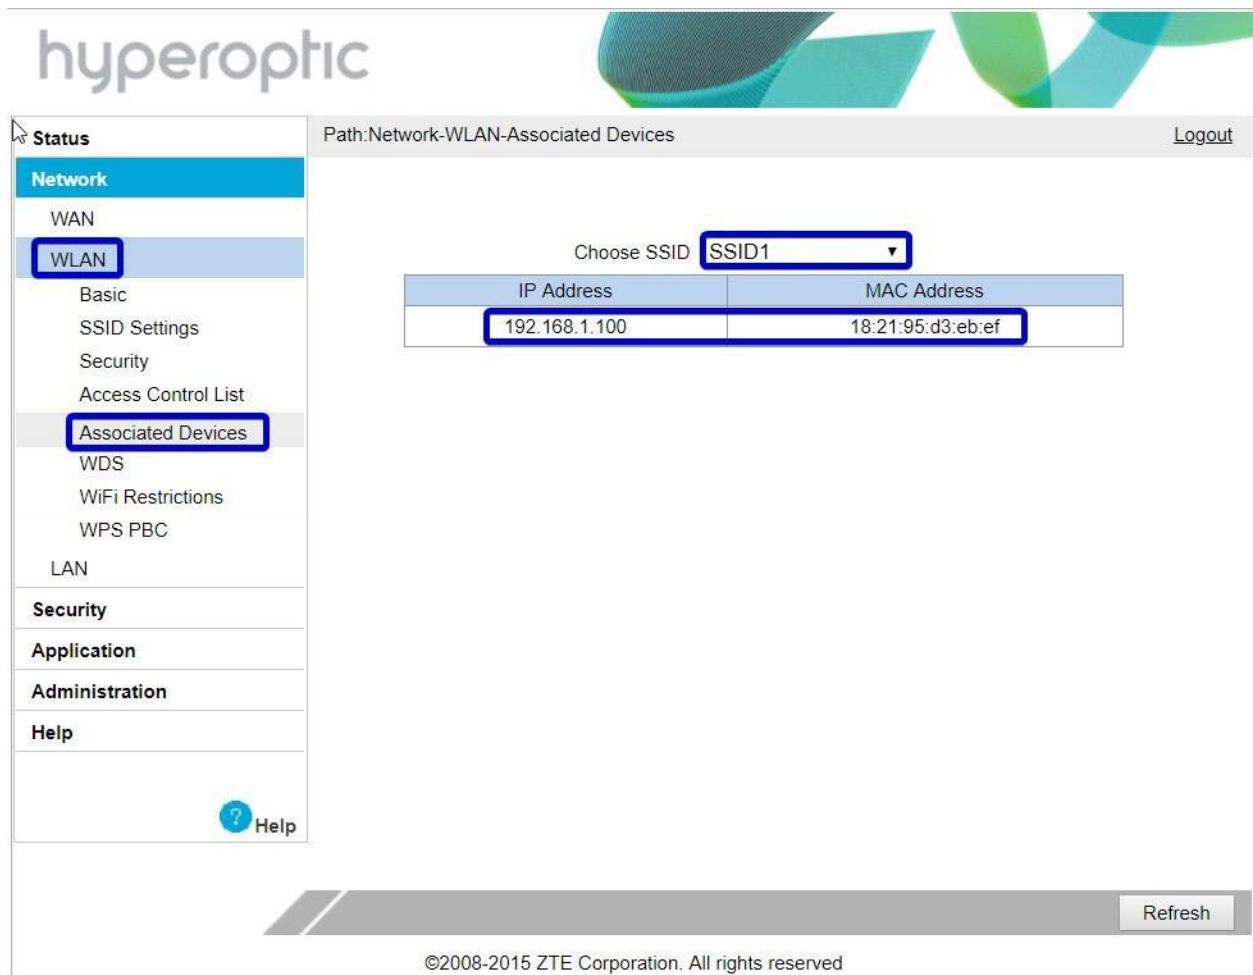 hyperoptic
Status
Path:Network-WLAN-Associated Devices
Logout
Network
WAN
WLAN
Basic
SSID Settings
Security
Access Control List
Associated Devices
WDS
WiFi Restrictions
WPS PBC
LAN
Security
Application
Administration
Help
? Help
Choose SSID SSID1
IP Address MAC Address
192.168.1.100 18:21:95:d3:eb:ef
Refresh
©2008-2015 ZTE Corporation. All rights reserved